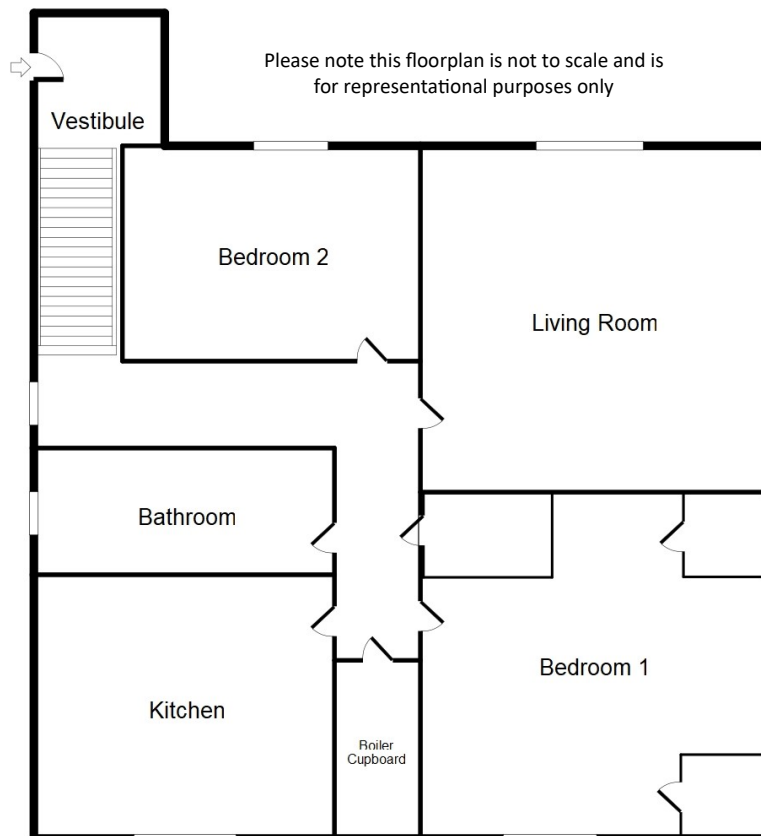 Please note this floorplan is not to scale and is
for representational purposes only
Vestibule
Bedroom 2
Living Room
Bathroom
Bedroom 1
Kitchen
Boiler
Cupboard